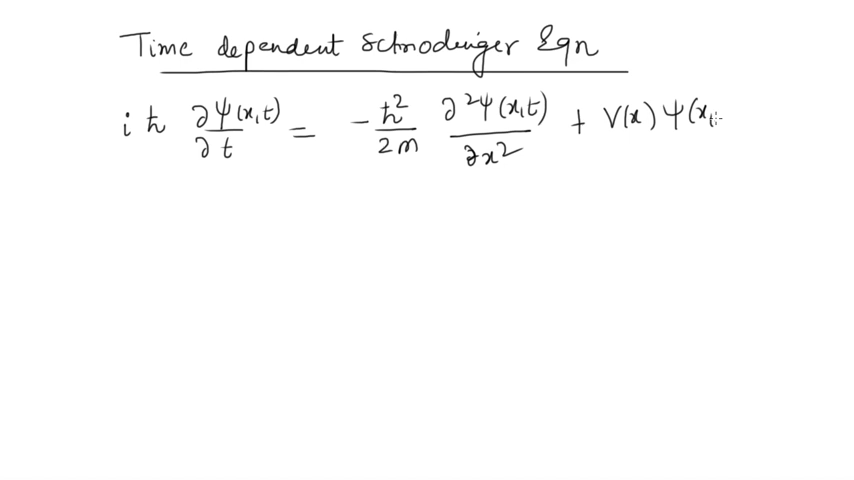 Time dependent Schrodinger Eqn
iħ ∂ψ(x,t)/∂t = -ħ²/2m ∂²ψ(x,t)/∂x² + V(x) ψ(x,t